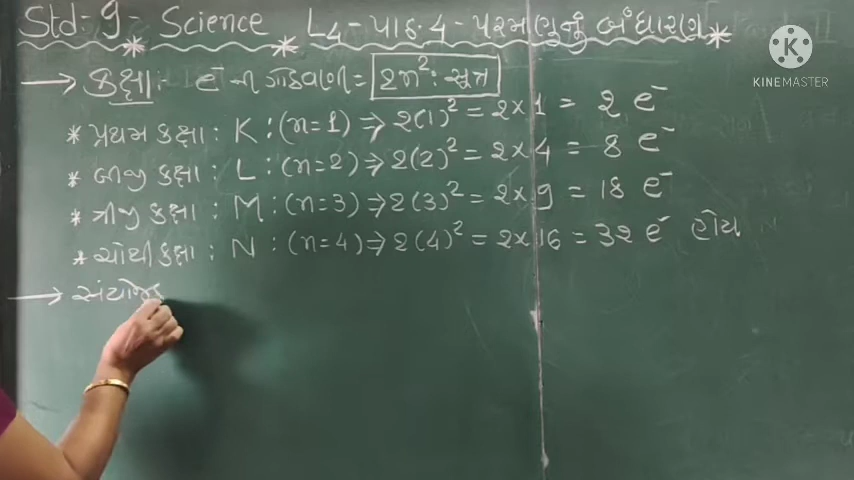 Std:- 9 - Science L4 - પાઠ.4 - પરમાણુનું બંધારણ
→ કક્ષા:- e⁻ ની ગોઠવણી = 2n² : સૂત્ર
* પ્રથમ કક્ષા : K : (n=1) ⇒ 2(1)² = 2×1 = 2 e⁻
* બીજી કક્ષા : L : (n=2) ⇒ 2(2)² = 2×4 = 8 e⁻
* ત્રીજી કક્ષા : M : (n=3) ⇒ 2(3)² = 2×9 = 18 e⁻
* ચોથી કક્ષા : N : (n=4) ⇒ 2(4)² = 2×16 = 32 e⁻ હોય
→ સંયોજક
K
KINEMASTER